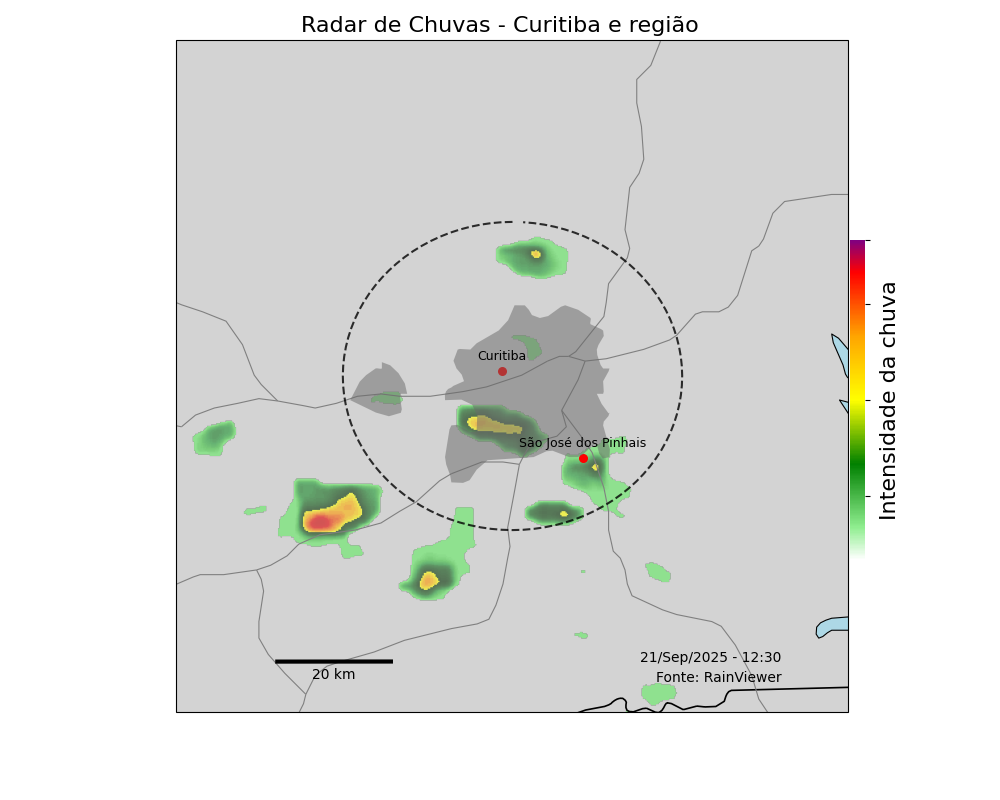 Radar de Chuvas - Curitiba e região
Curitiba
São José dos Pinhais
Intensidade da chuva
21/Sep/2025 - 12:30
Fonte: RainViewer
20 km